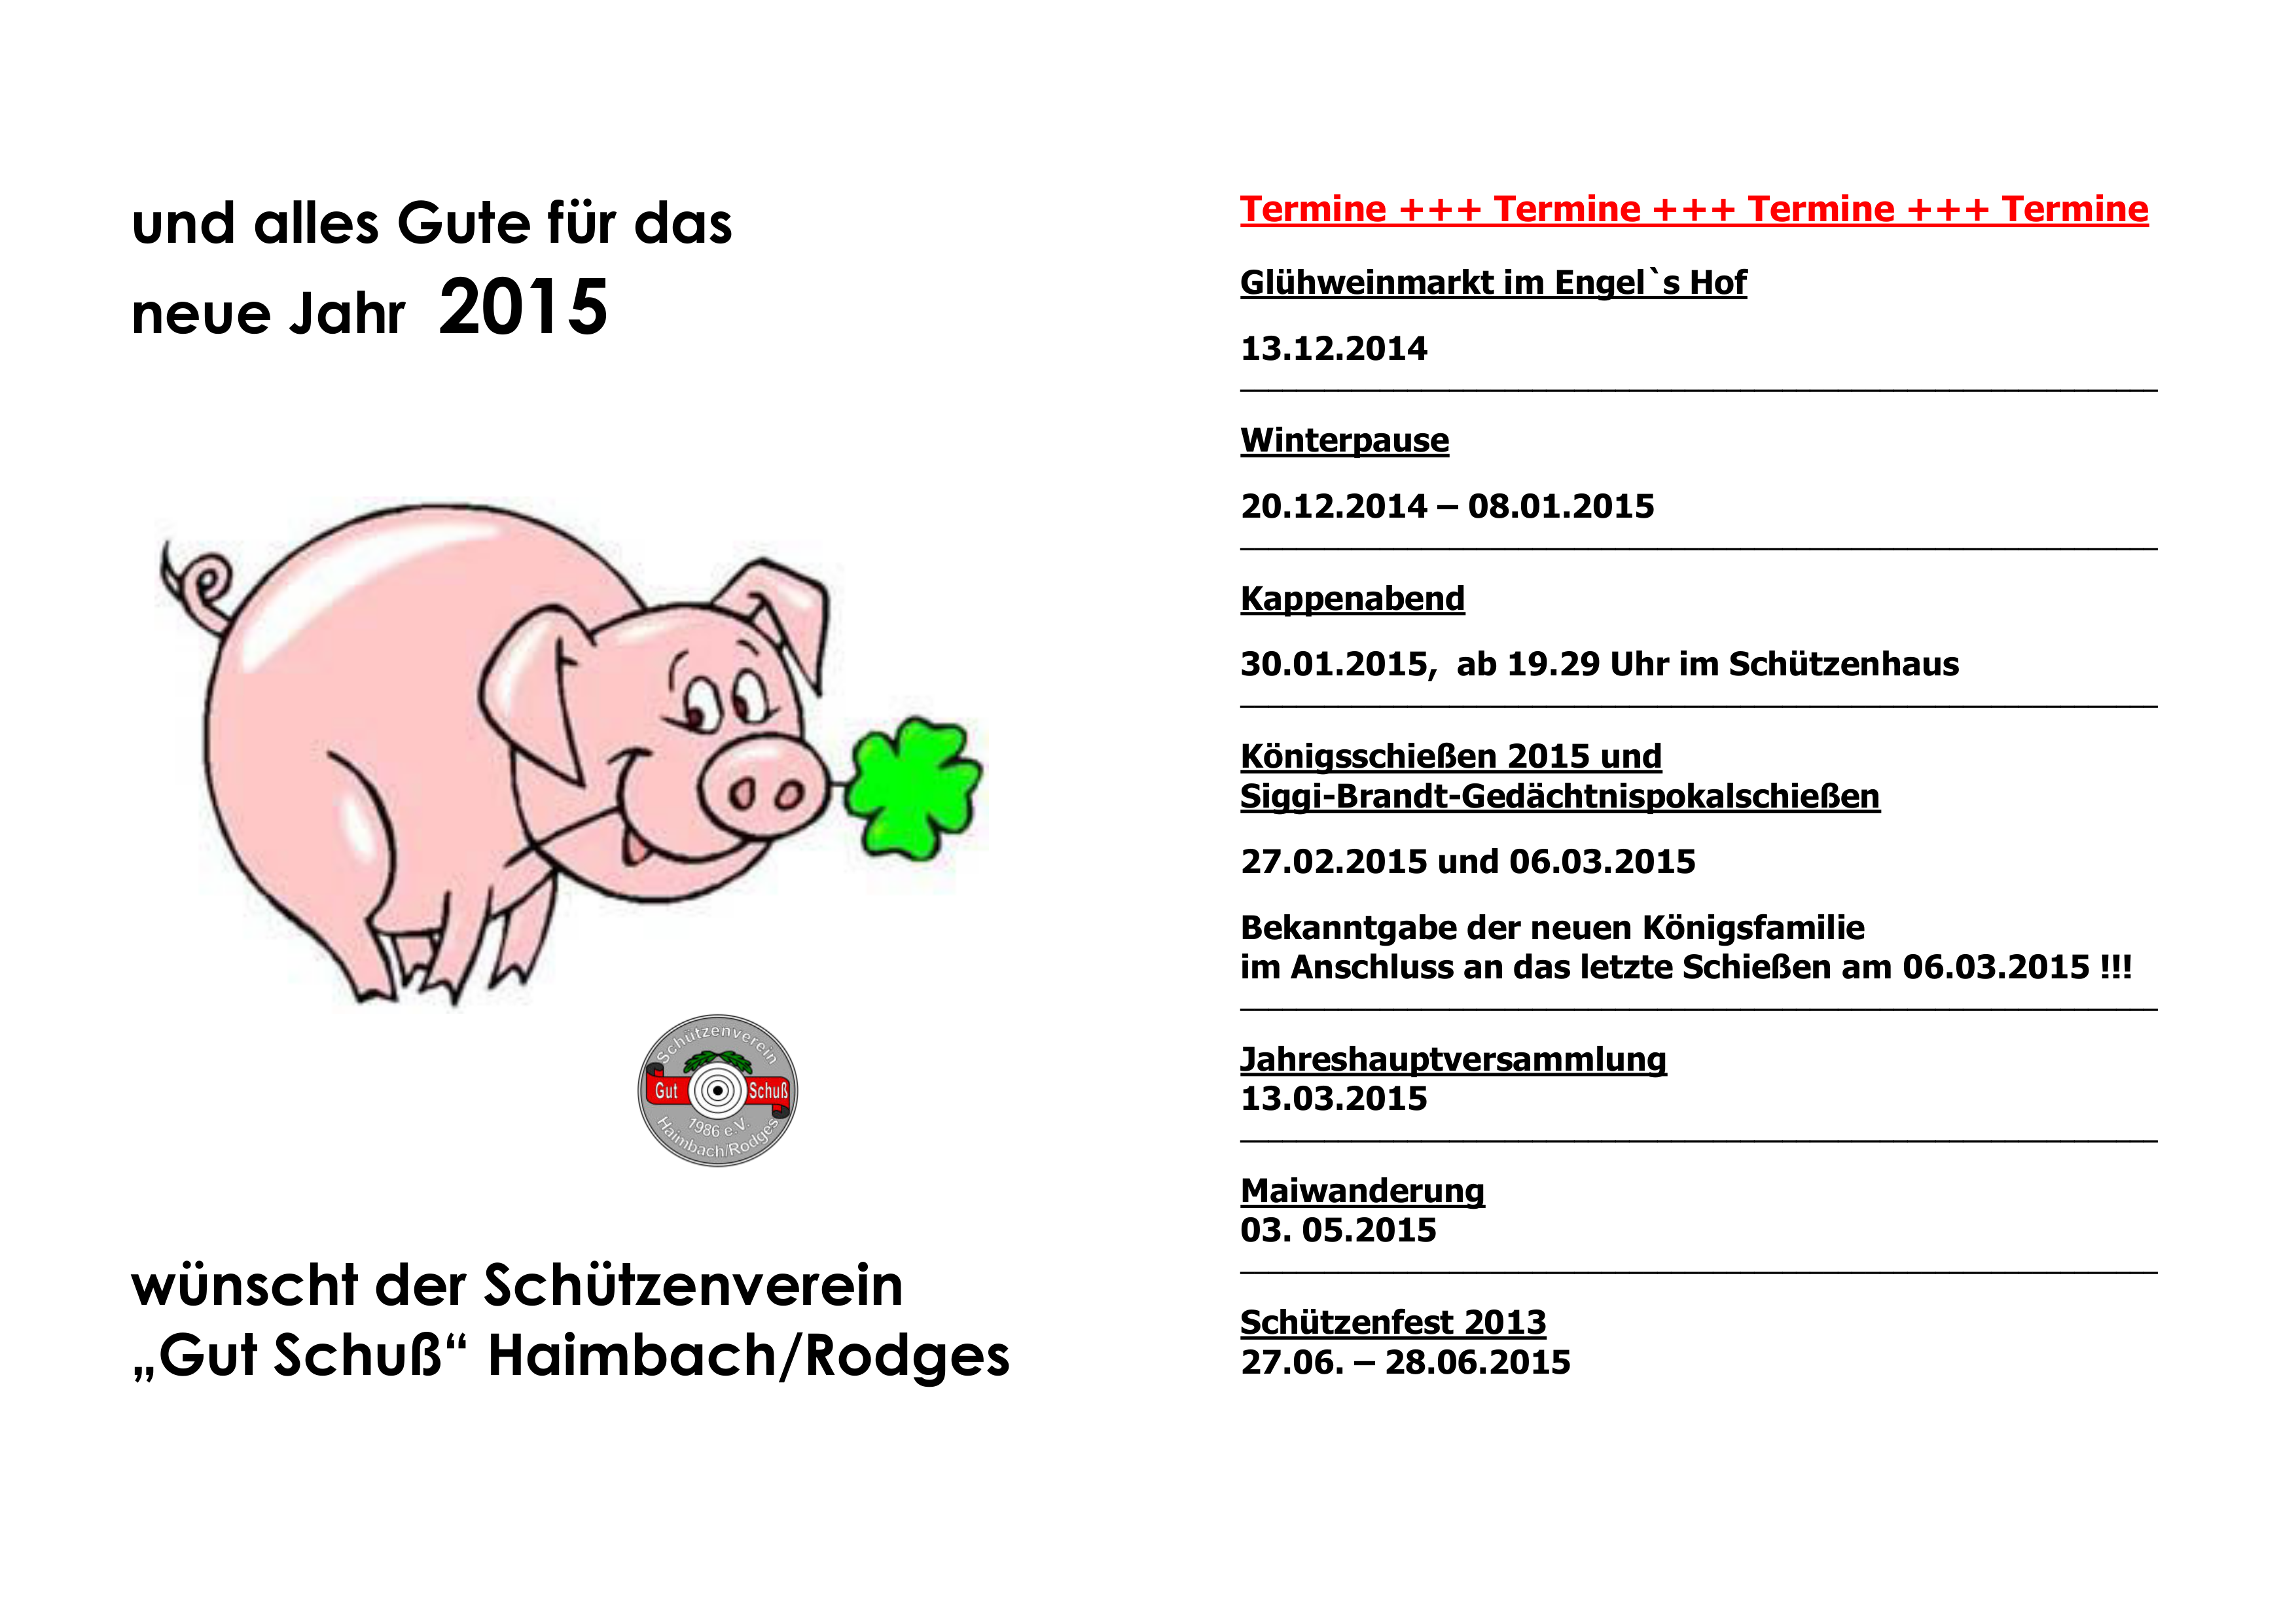 und alles Gute für das
neue Jahr 2015
Schützenverein
Gut Schuß
1986 e.V.
Haimbach/Rodges
wünscht der Schützenverein
„Gut Schuß“ Haimbach/Rodges
Termine +++ Termine +++ Termine +++ Termine
Glühweinmarkt im Engel`s Hof
13.12.2014
Winterpause
20.12.2014 – 08.01.2015
Kappenabend
30.01.2015, ab 19.29 Uhr im Schützenhaus
Königsschießen 2015 und
Siggi-Brandt-Gedächtnispokalschießen
27.02.2015 und 06.03.2015
Bekanntgabe der neuen Königsfamilie
im Anschluss an das letzte Schießen am 06.03.2015 !!!
Jahreshauptversammlung
13.03.2015
Maiwanderung
03. 05.2015
Schützenfest 2013
27.06. – 28.06.2015